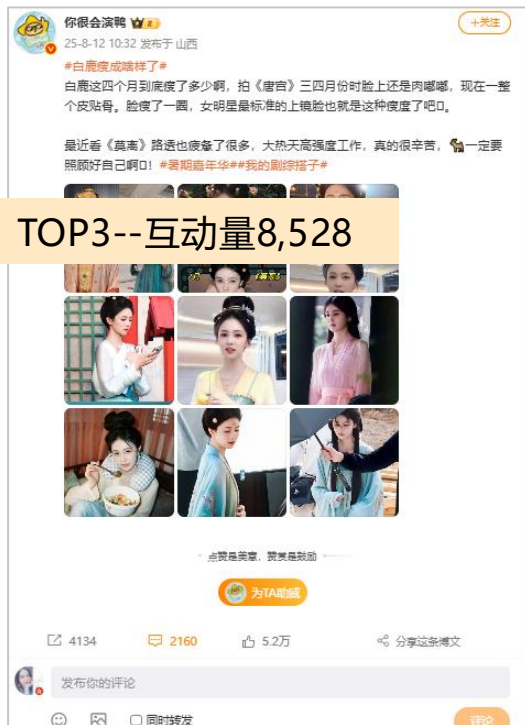 你很会演鸭
+关注
25-8-12 10:32 发布于 山西
#白鹿瘦成啥样了#
白鹿这四个月到底瘦了多少啊，拍《唐宫》三四月份时脸上还是肉嘟嘟，现在一整
个皮贴骨。脸瘦了一圈，女明星最标准的上镜脸也就是这种瘦度了吧。
最近看《莫离》路透也疲惫了很多，大热天高强度工作，真的很辛苦，一定要
照顾好自己啊！#暑期嘉年华##我的剧综搭子#
TOP3--互动量8,528
点赞是美意，赞赏是鼓励
为TA助威
4134
2160
5.2万
分享这条博文
发布你的评论
同时转发
评论